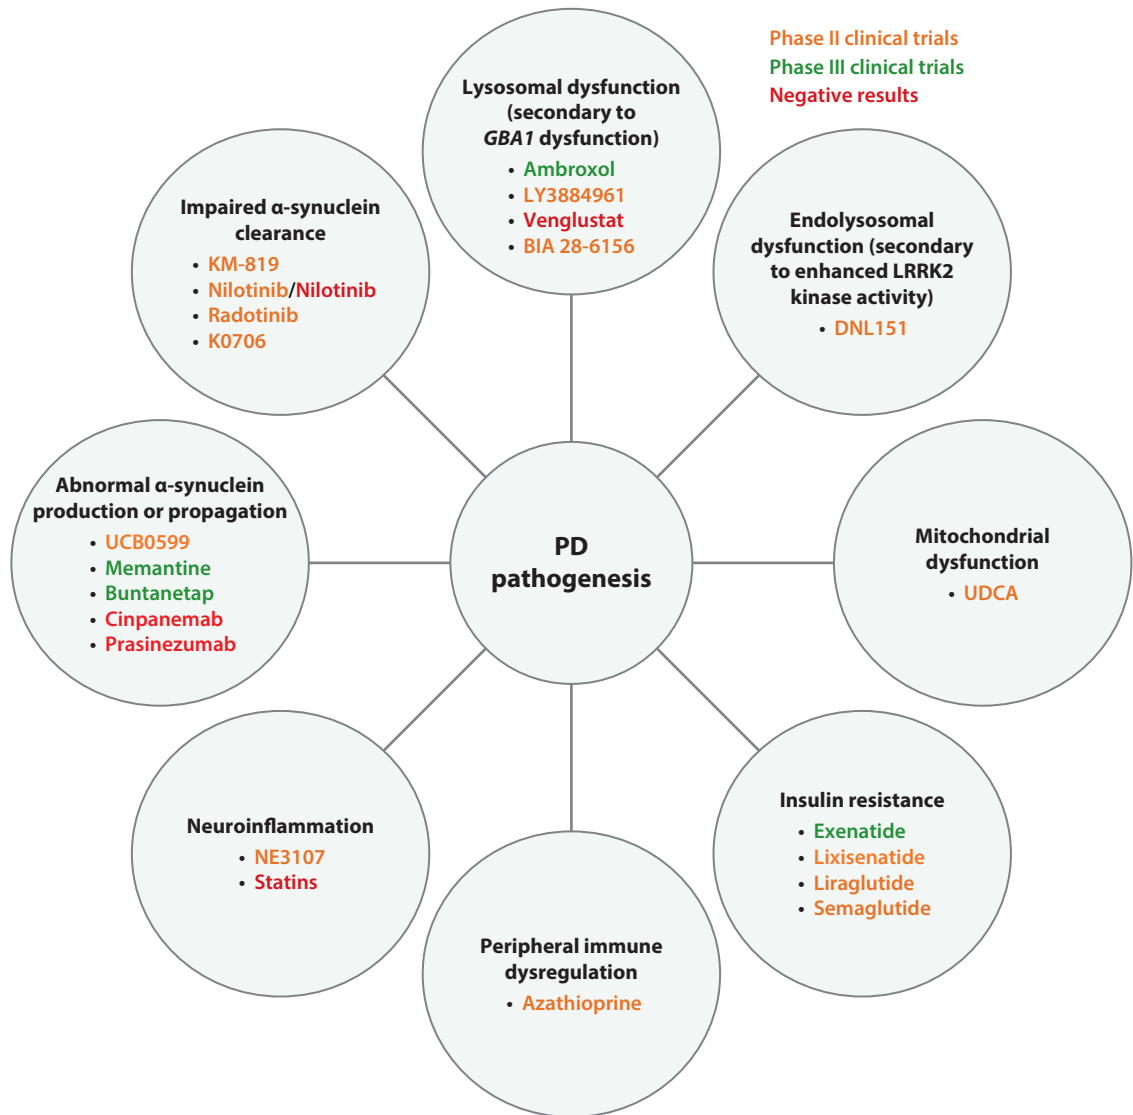 Phase II clinical trials
Phase III clinical trials
Negative results
Lysosomal dysfunction
(secondary to
GBA1 dysfunction)
• Ambroxol
• LY3884961
• Venglustat
• BIA 28-6156
Endolysosomal
dysfunction (secondary
to enhanced LRRK2
kinase activity)
• DNL151
Mitochondrial
dysfunction
• UDCA
Insulin resistance
• Exenatide
• Lixisenatide
• Liraglutide
• Semaglutide
Peripheral immune
dysregulation
• Azathioprine
Neuroinflammation
• NE3107
• Statins
Abnormal α-synuclein
production or propagation
• UCB0599
• Memantine
• Buntanetap
• Cinpanemab
• Prasinezumab
Impaired α-synuclein
clearance
• KM-819
• Nilotinib/Nilotinib
• Radotinib
• K0706
PD
pathogenesis